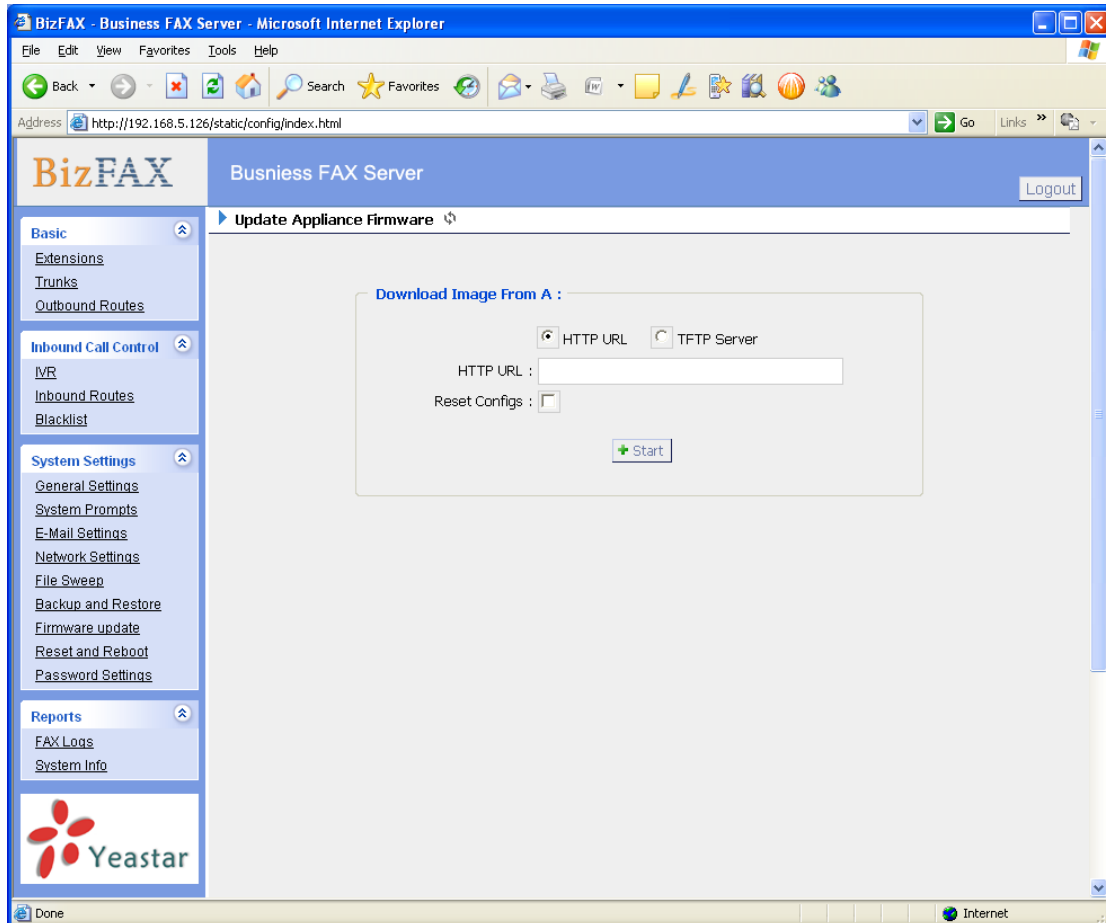 BizFAX - Business FAX Server - Microsoft Internet Explorer
File Edit View Favorites Tools Help
Back Search Favorites
Address http://192.168.5.126/static/config/index.html Go Links »
BizFAX
Busniess FAX Server
Logout
Update Appliance Firmware
Basic
Extensions
Trunks
Outbound Routes
Inbound Call Control
IVR
Inbound Routes
Blacklist
System Settings
General Settings
System Prompts
E-Mail Settings
Network Settings
File Sweep
Backup and Restore
Firmware update
Reset and Reboot
Password Settings
Reports
FAX Logs
System Info
Yeastar
Download Image From A :
HTTP URL TFTP Server
HTTP URL :
Reset Configs :
Start
Done Internet